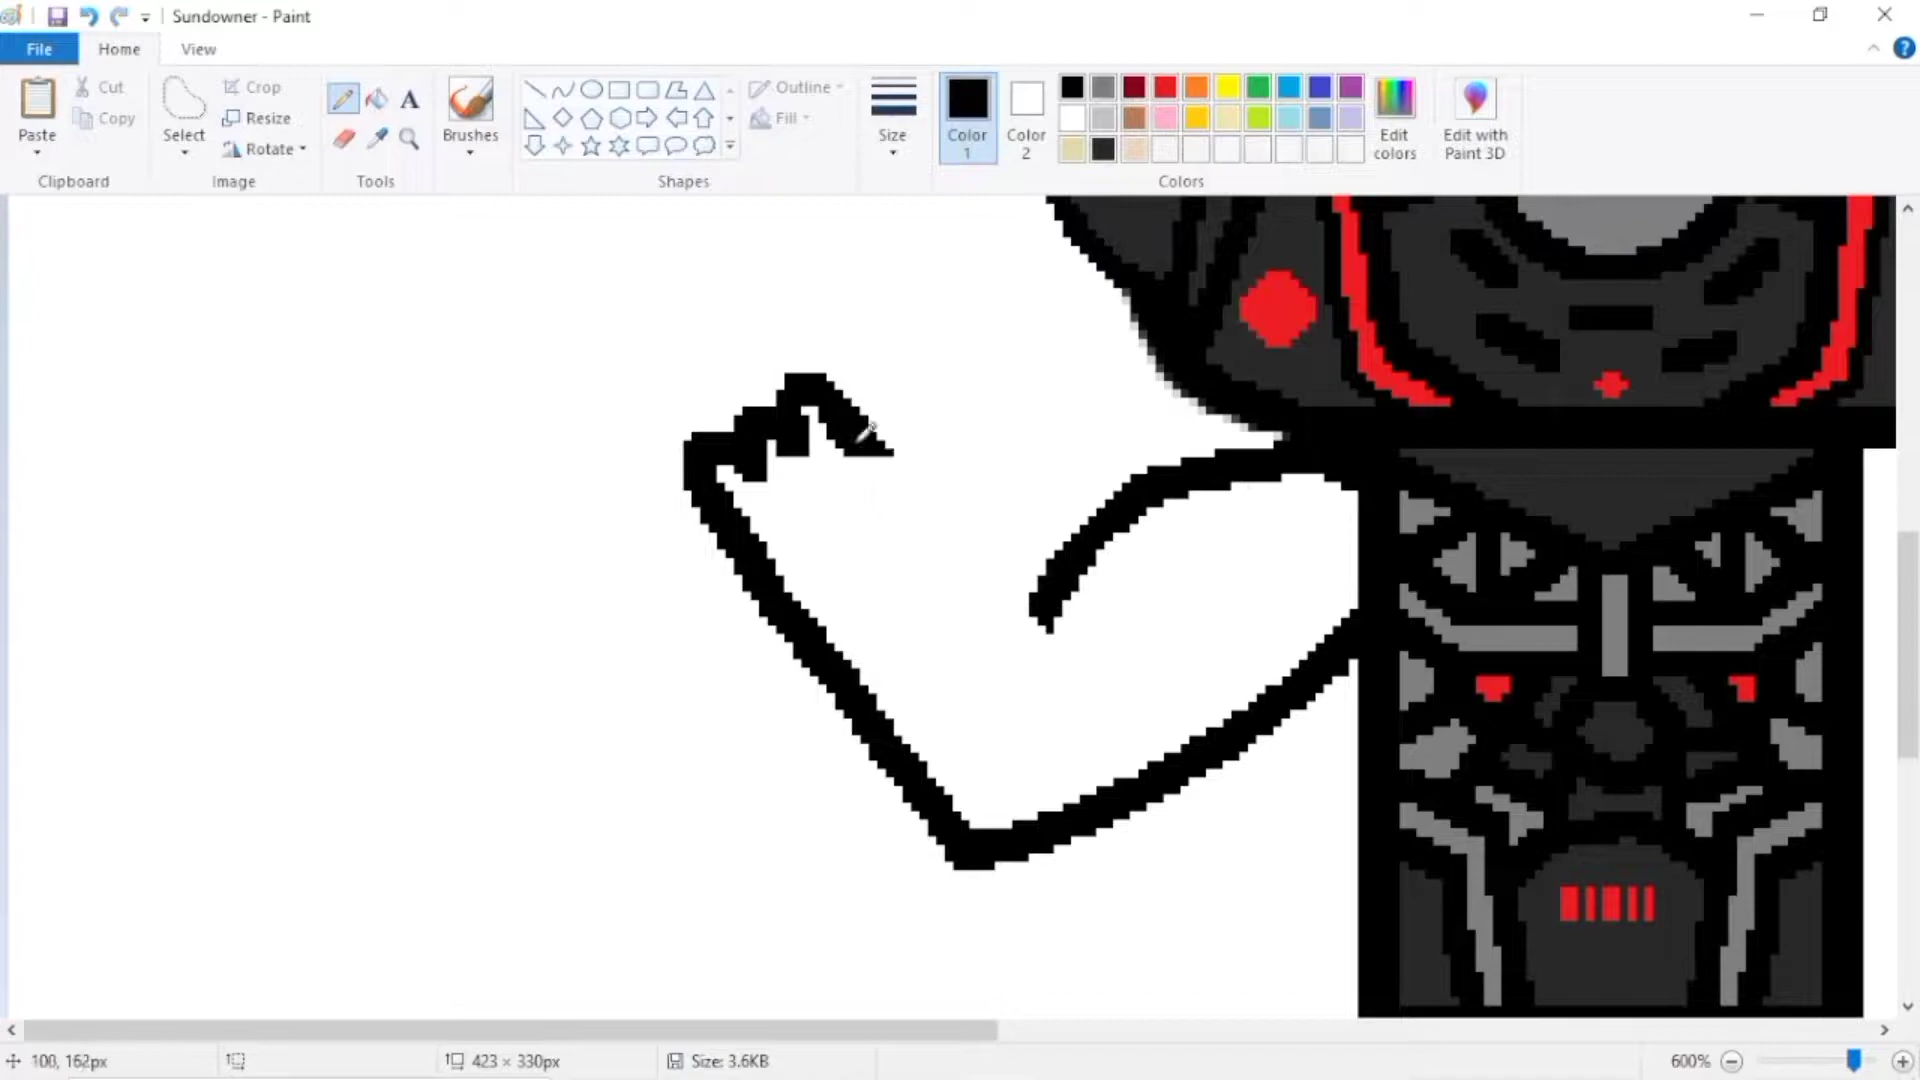 Sundowner - Paint
File
Home
View
Paste
Cut
Copy
Clipboard
Select
Crop
Resize
Rotate
Image
A
Tools
Brushes
Shapes
Outline
Fill
Size
Color 1
Color 2
Edit colors
Edit with Paint 3D
Colors
100, 162px
423 × 330px
Size: 3.6KB
600%